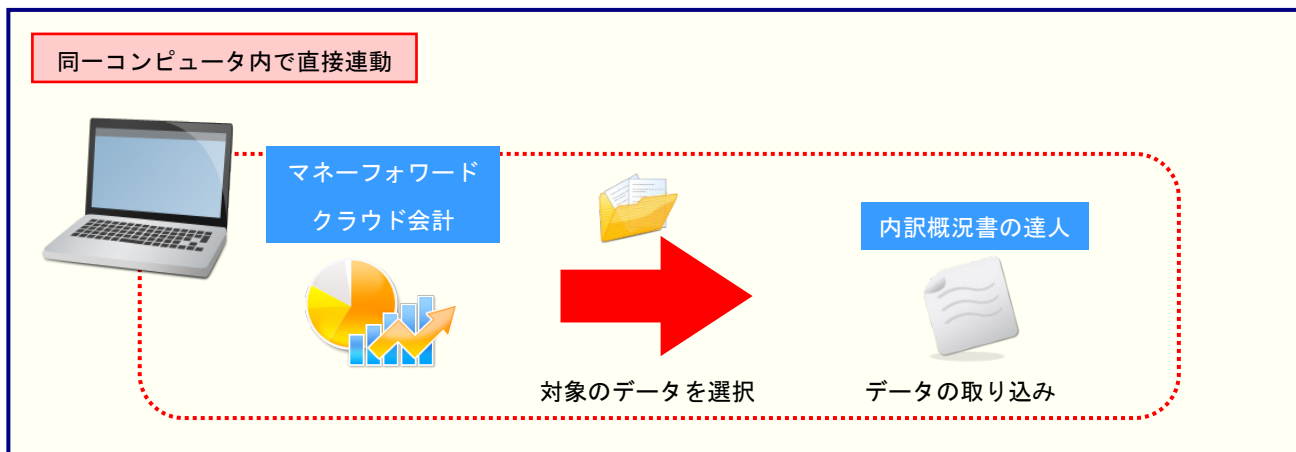 同一コンピュータ内で直接連動
マネーフォワード
クラウド会計
内訳概況書の達人
対象のデータを選択
データの取り込み